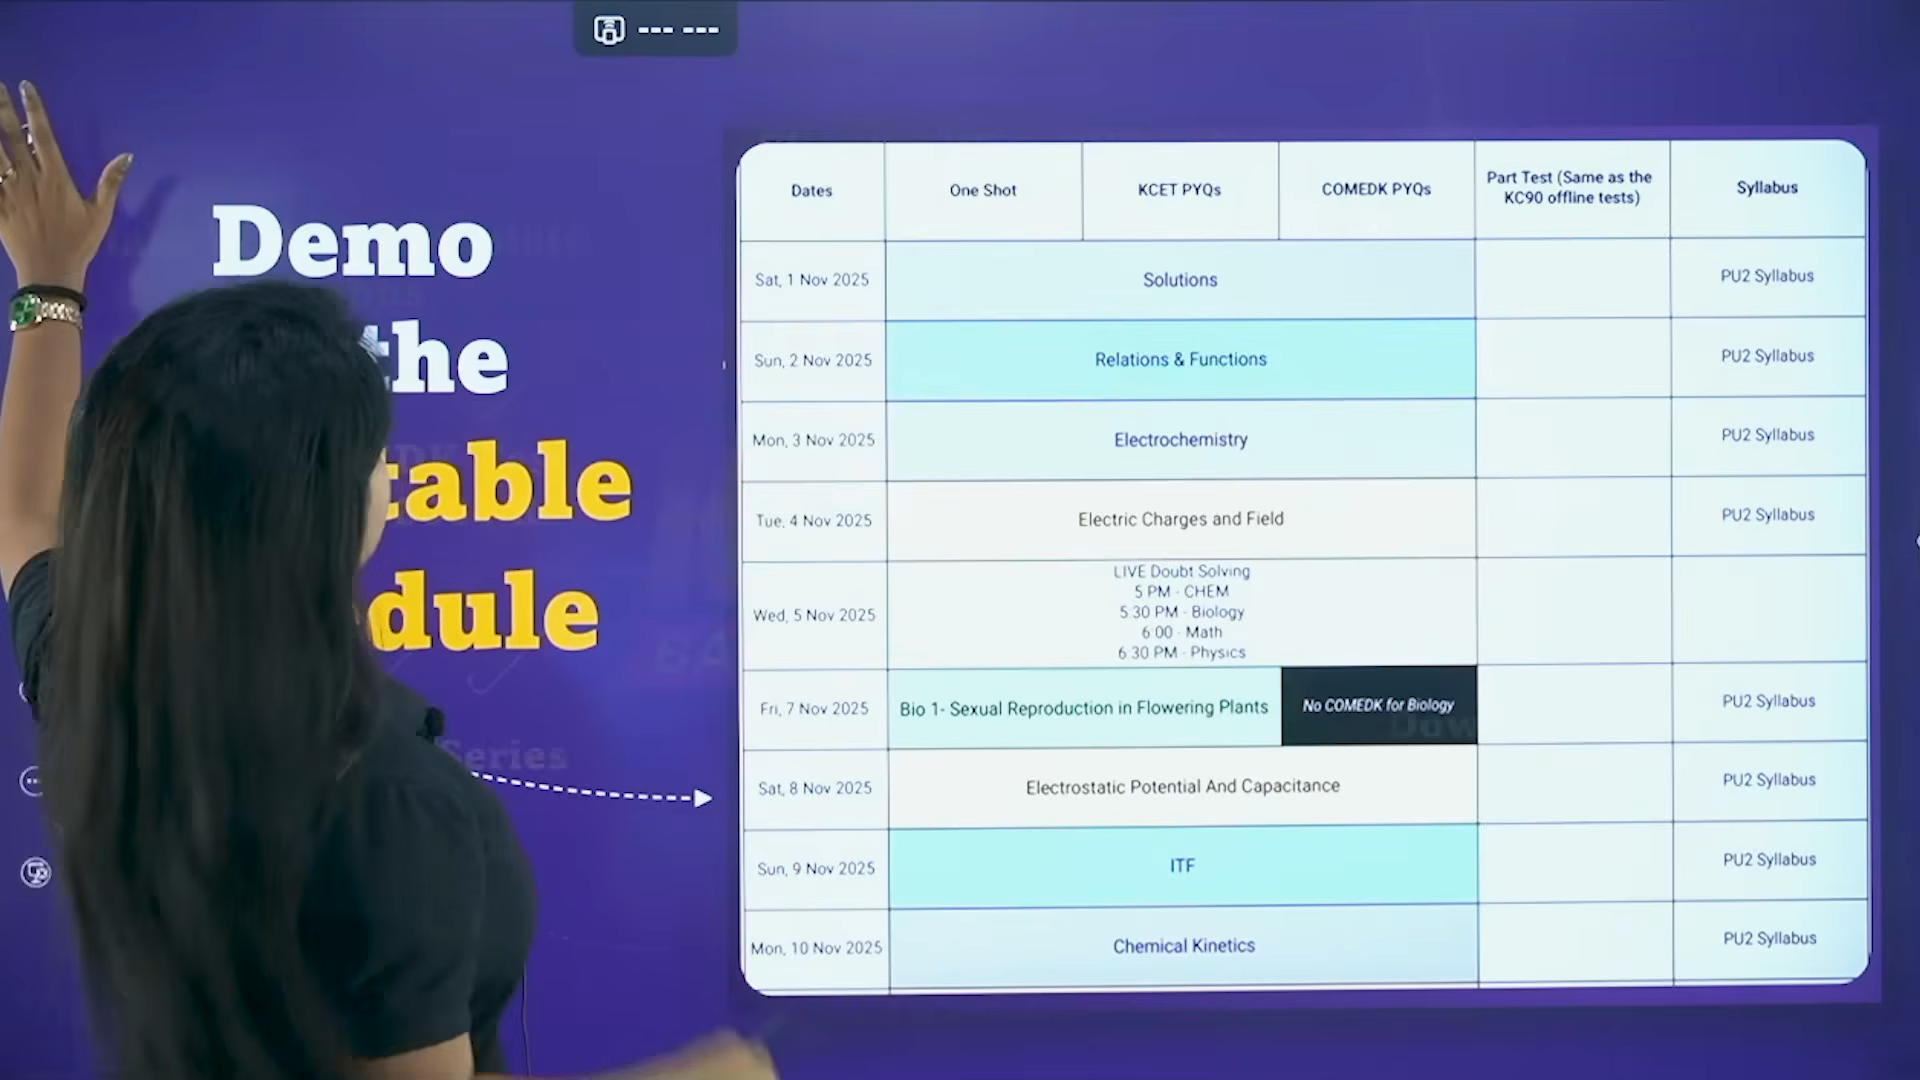 Demo
the
table
dule
Series
Dates
One Shot
KCET PYQs
COMEDK PYQs
Part Test (Same as the
KC90 offline tests)
Syllabus
Sat, 1 Nov 2025
Solutions
PU2 Syllabus
Sun, 2 Nov 2025
Relations & Functions
PU2 Syllabus
Mon, 3 Nov 2025
Electrochemistry
PU2 Syllabus
Tue, 4 Nov 2025
Electric Charges and Field
PU2 Syllabus
Wed, 5 Nov 2025
LIVE Doubt Solving
5 PM - CHEM
5:30 PM - Biology
6:00 - Math
6:30 PM - Physics
Fri, 7 Nov 2025
Bio 1- Sexual Reproduction in Flowering Plants
No COMEDK for Biology
PU2 Syllabus
Sat, 8 Nov 2025
Electrostatic Potential And Capacitance
PU2 Syllabus
Sun, 9 Nov 2025
ITF
PU2 Syllabus
Mon, 10 Nov 2025
Chemical Kinetics
PU2 Syllabus